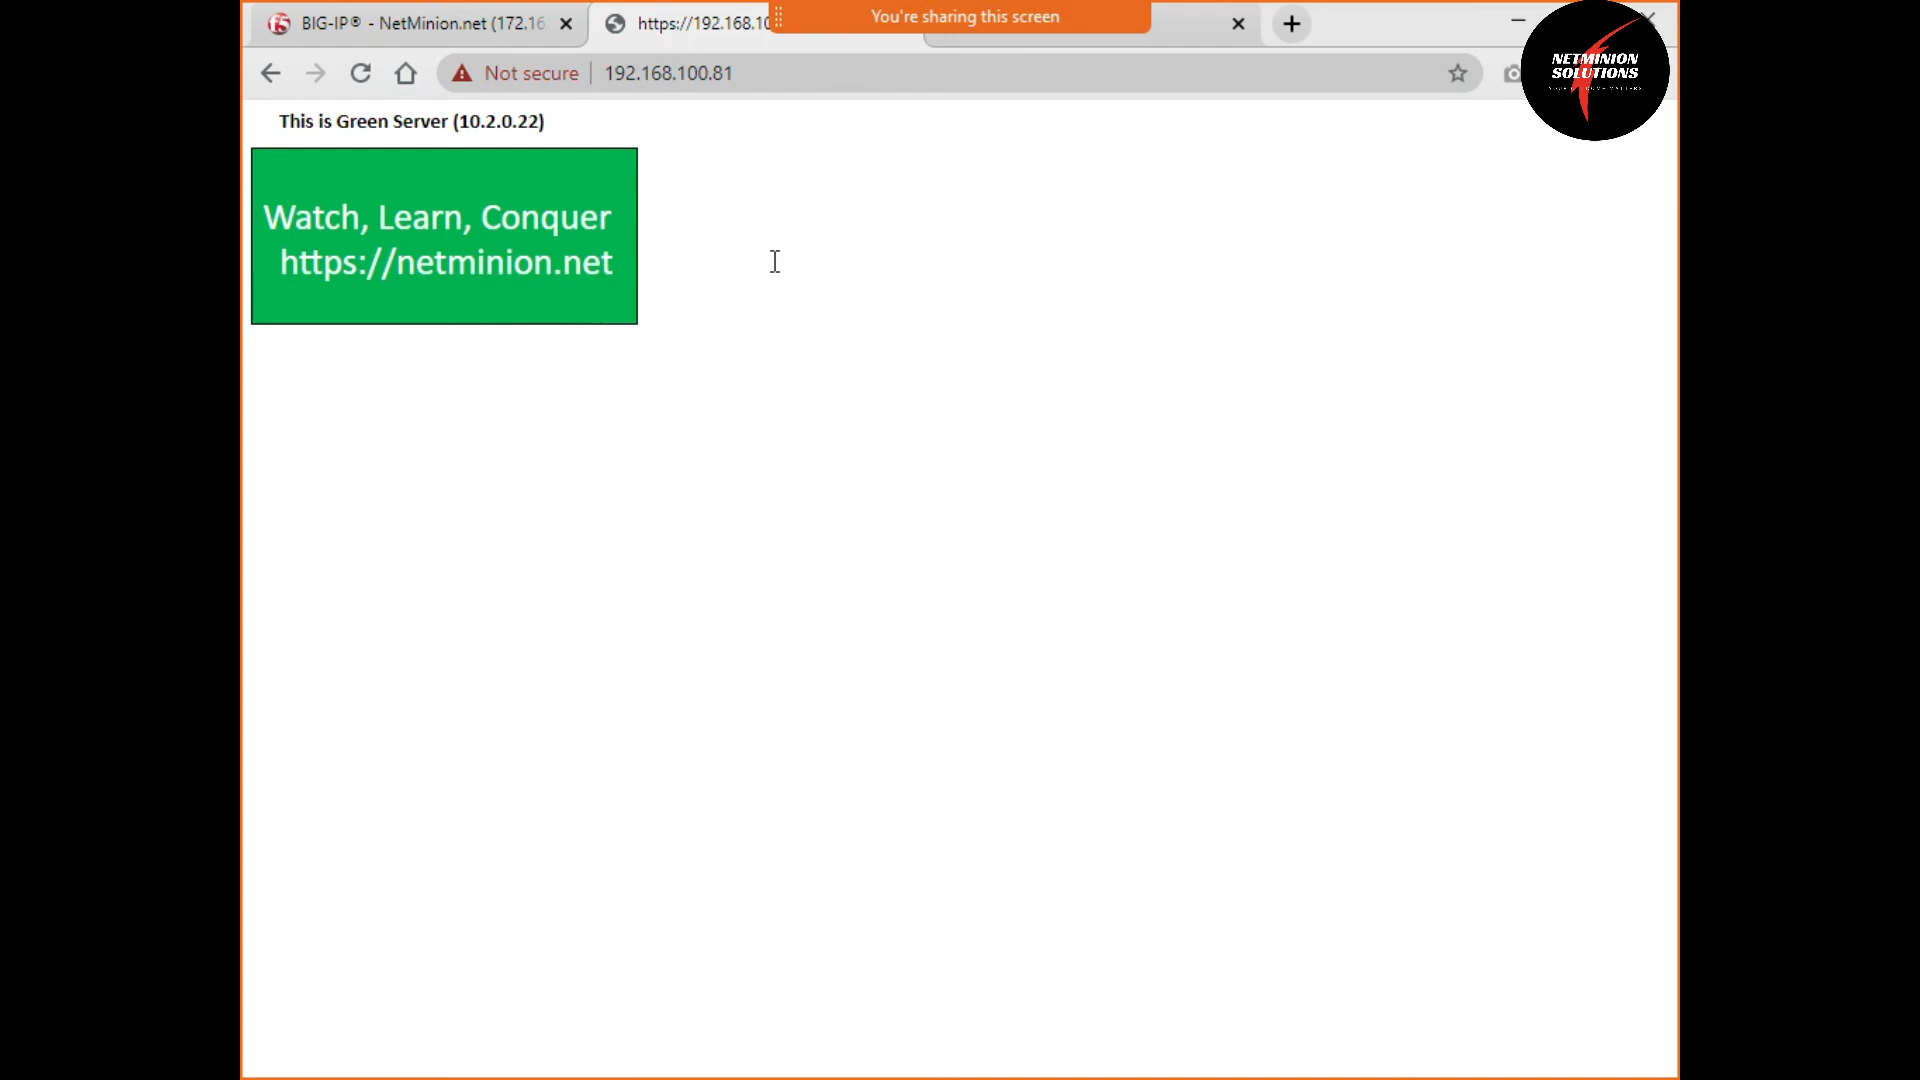 BIG-IP® - NetMinion.net (172.16
https://192.168.10
You're sharing this screen
Not secure
192.168.100.81
NETMINION
SOLUTIONS
This is Green Server (10.2.0.22)
Watch, Learn, Conquer
https://netminion.net